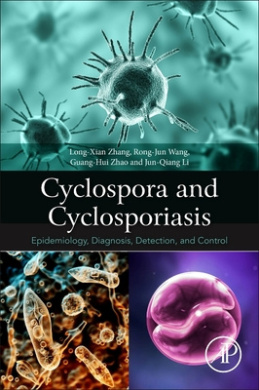 Long-Xian Zhang, Rong-Jun Wang,
Guang-Hui Zhao and Jun-Qiang Li
Cyclospora and
Cyclosporiasis
Epidemiology, Diagnosis, Detection, and Control